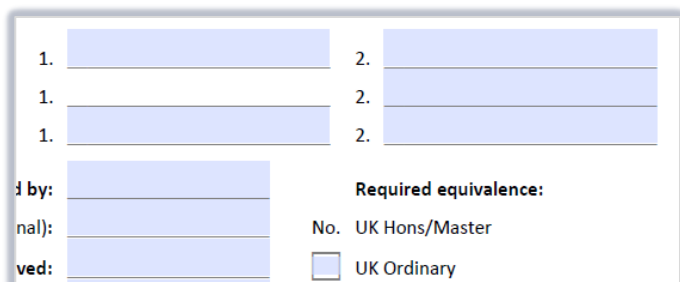 1. 2.
1. 2.
1. 2.
by: Required equivalence:
nal): No. UK Hons/Master
ved: UK Ordinary